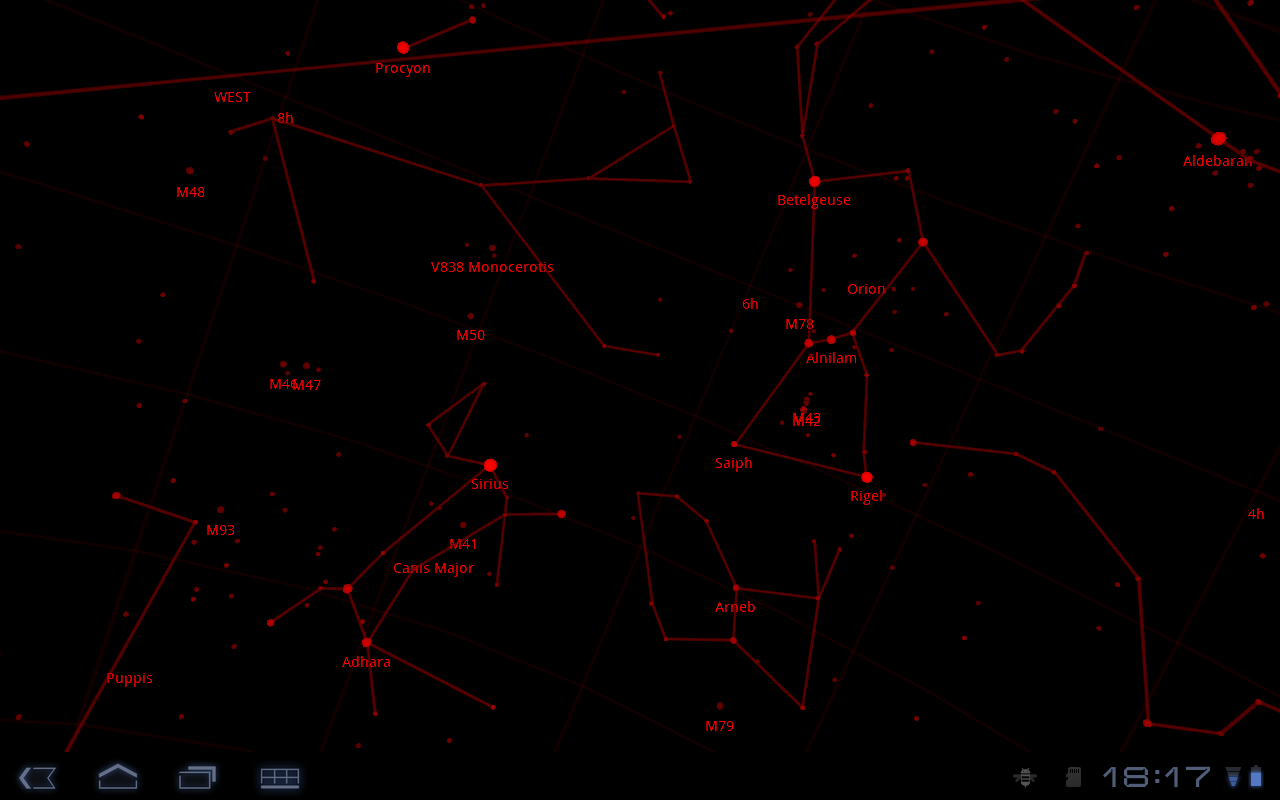 Procyon
WEST
8h
Aldebaran
M48
Betelgeuse
V838 Monocerotis
Orion
6h
M78
M50
Alnilam
M46
M47
M43
M42
Saiph
Sirius
Rigel
4h
M93
M41
Canis Major
Arneb
Adhara
Puppis
M79
18:17